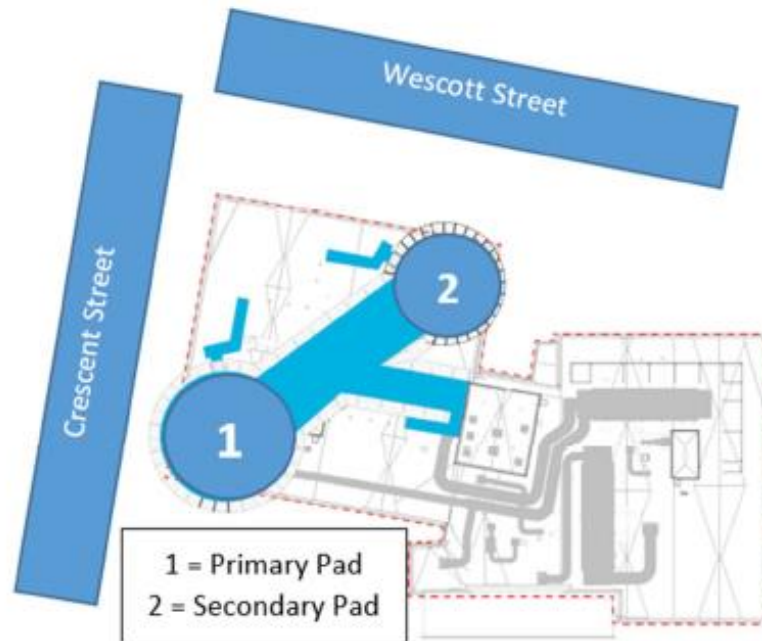 Wescott Street
Crescent Street
2
1
1 = Primary Pad
2 = Secondary Pad